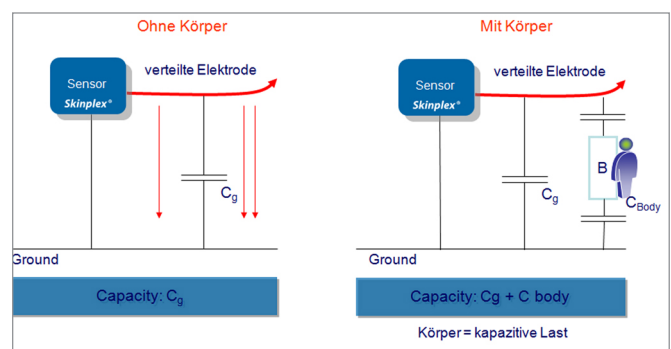 Ohne Körper
Sensor
Skinplex®
verteilte Elektrode
Cg
Ground
Capacity: Cg
Mit Körper
Sensor
Skinplex®
verteilte Elektrode
B
Cg
CBody
Ground
Capacity: Cg + C body
Körper = kapazitive Last